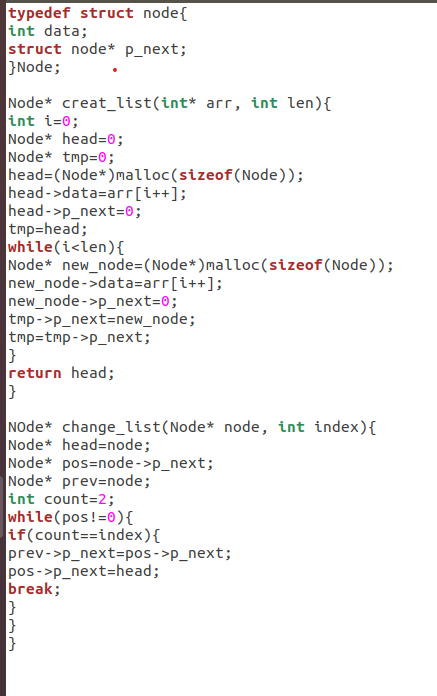 typedef struct node{
int data;
struct node* p_next;
}Node;
Node* creat_list(int* arr, int len){
int i=0;
Node* head=0;
Node* tmp=0;
head=(Node*)malloc(sizeof(Node));
head->data=arr[i++];
head->p_next=0;
tmp=head;
while(i<len){
Node* new_node=(Node*)malloc(sizeof(Node));
new_node->data=arr[i++];
new_node->p_next=0;
tmp->p_next=new_node;
tmp=tmp->p_next;
}
return head;
}
NOde* change_list(Node* node, int index){
Node* head=node;
Node* pos=node->p_next;
Node* prev=node;
int count=2;
while(pos!=0){
if(count==index){
prev->p_next=pos->p_next;
pos->p_next=head;
break;
}
}
}